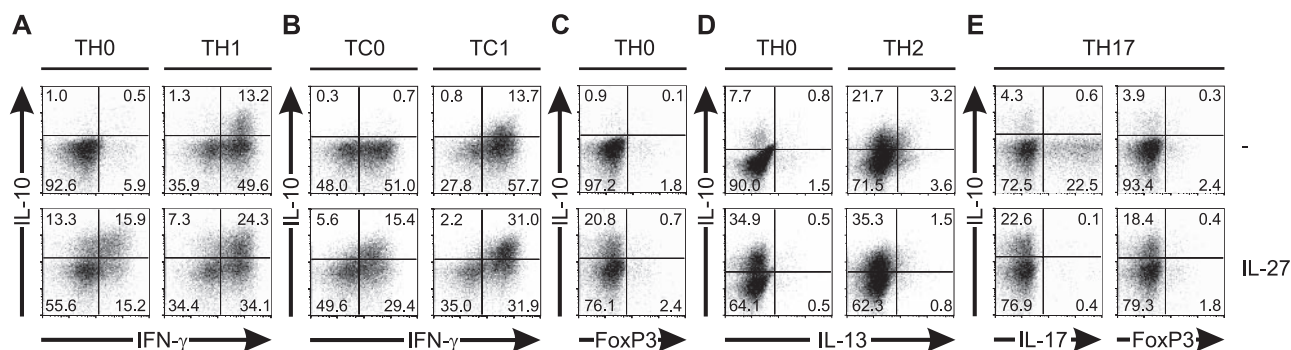 A B C D E
TH0 TH1 TC0 TC1 TH0 TH0 TH2 TH17
1.0 0.5 1.3 13.2 0.3 0.7 0.8 13.7 0.9 0.1 7.7 0.8 21.7 3.2 4.3 0.6 3.9 0.3
IL-10 IL-10 IL-10 IL-10 IL-10
-
92.6 5.9 35.9 49.6 48.0 51.0 27.8 57.7 97.2 1.8 90.0 1.5 71.5 3.6 72.5 22.5 93.4 2.4
13.3 15.9 7.3 24.3 5.6 15.4 2.2 31.0 20.8 0.7 34.9 0.5 35.3 1.5 22.6 0.1 18.4 0.4
IL-27
55.6 15.2 34.4 34.1 49.6 29.4 35.0 31.9 76.1 2.4 64.1 0.5 62.3 0.8 76.9 0.4 79.3 1.8
IFN-γ IFN-γ FoxP3 IL-13 IL-17 FoxP3